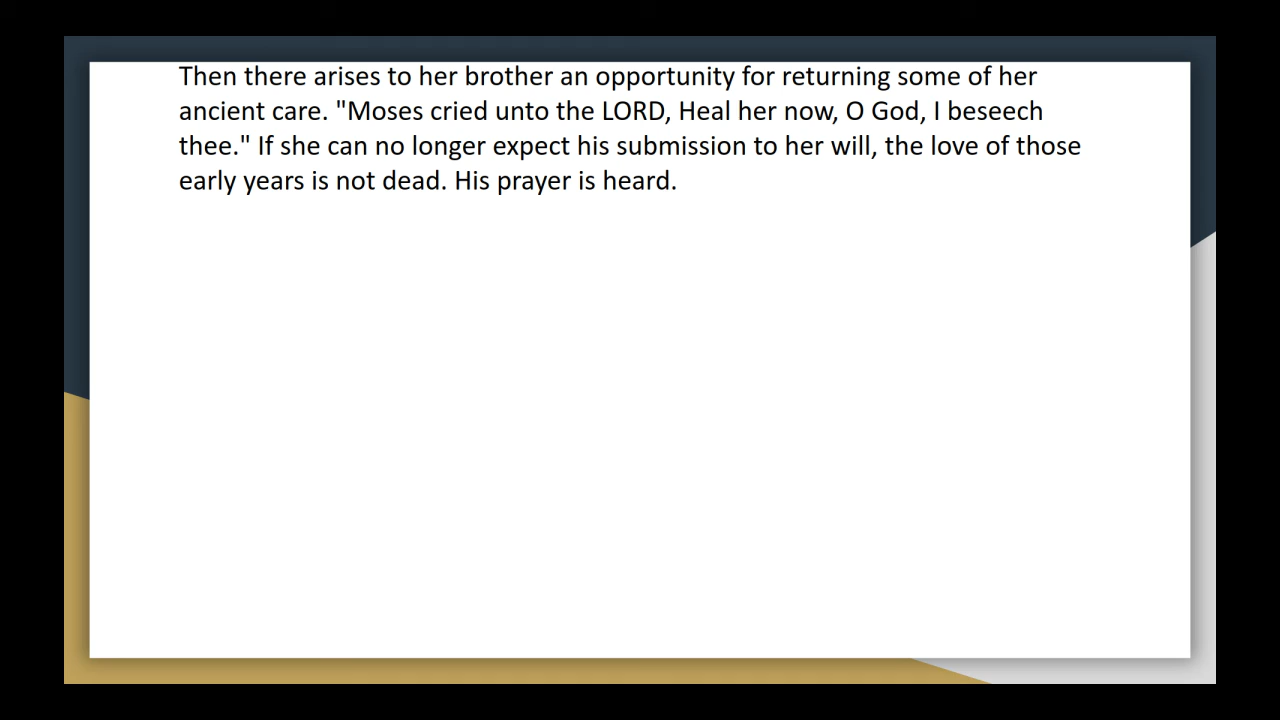 Then there arises to her brother an opportunity for returning some of her
ancient care. "Moses cried unto the LORD, Heal her now, O God, I beseech
thee." If she can no longer expect his submission to her will, the love of those
early years is not dead. His prayer is heard.